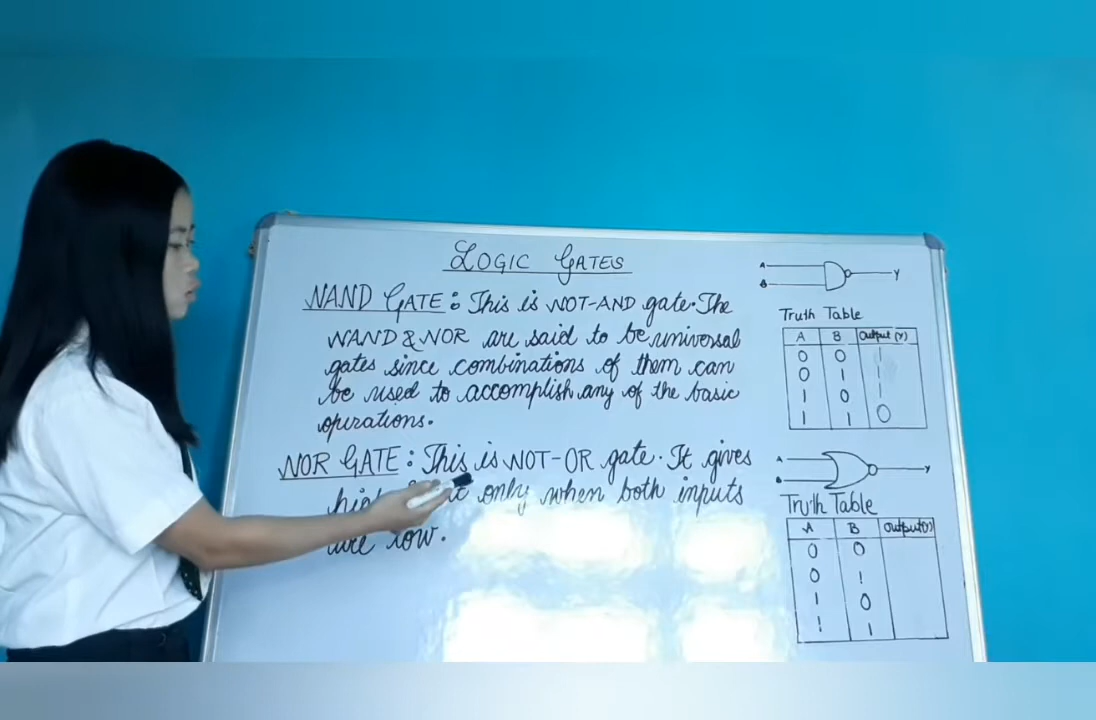 LOGIC GATES
NAND GATE: This is NOT-AND gate. The
NAND & NOR are said to be universal
gates since combinations of them can
be used to accomplish any of the basic
operations.
NOR GATE: This is NOT-OR gate. It gives
only when both inputs
are low.
A
B
Y
Truth Table
A B Output (Y)
0 0 1
0 1 1
1 0 1
1 1 0
A
B
Y
Truth Table
A B Output(Y)
0 0
0 1
1 0
1 1